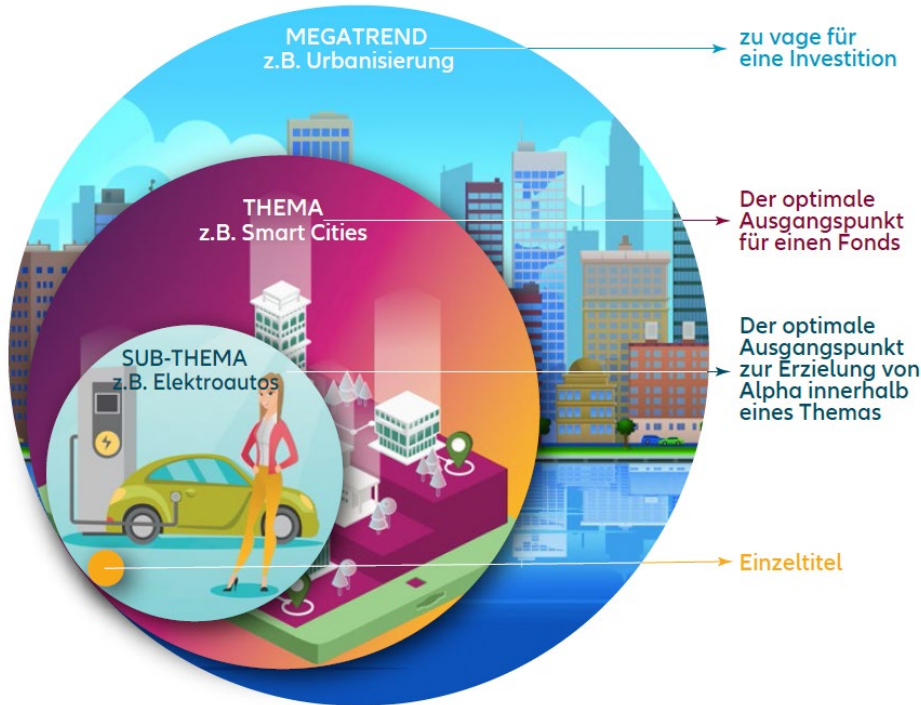 MEGATREND
z.B. Urbanisierung
zu vage für
eine Investition
THEMA
z.B. Smart Cities
Der optimale
Ausgangspunkt
für einen Fonds
SUB-THEMA
z.B. Elektroautos
Der optimale
Ausgangspunkt
zur Erzielung von
Alpha innerhalb
eines Themas
Einzeltitel